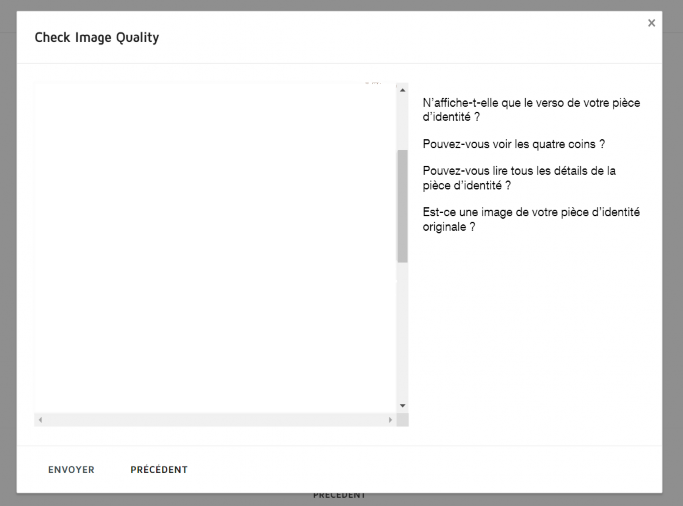 Check Image Quality
N'affiche-t-elle que le verso de votre pièce
d'identité ?
Pouvez-vous voir les quatre coins ?
Pouvez-vous lire tous les détails de la
pièce d'identité ?
Est-ce une image de votre pièce d'identité
originale ?
ENVOYER
PRÉCÉDENT
PRÉCÉDENT